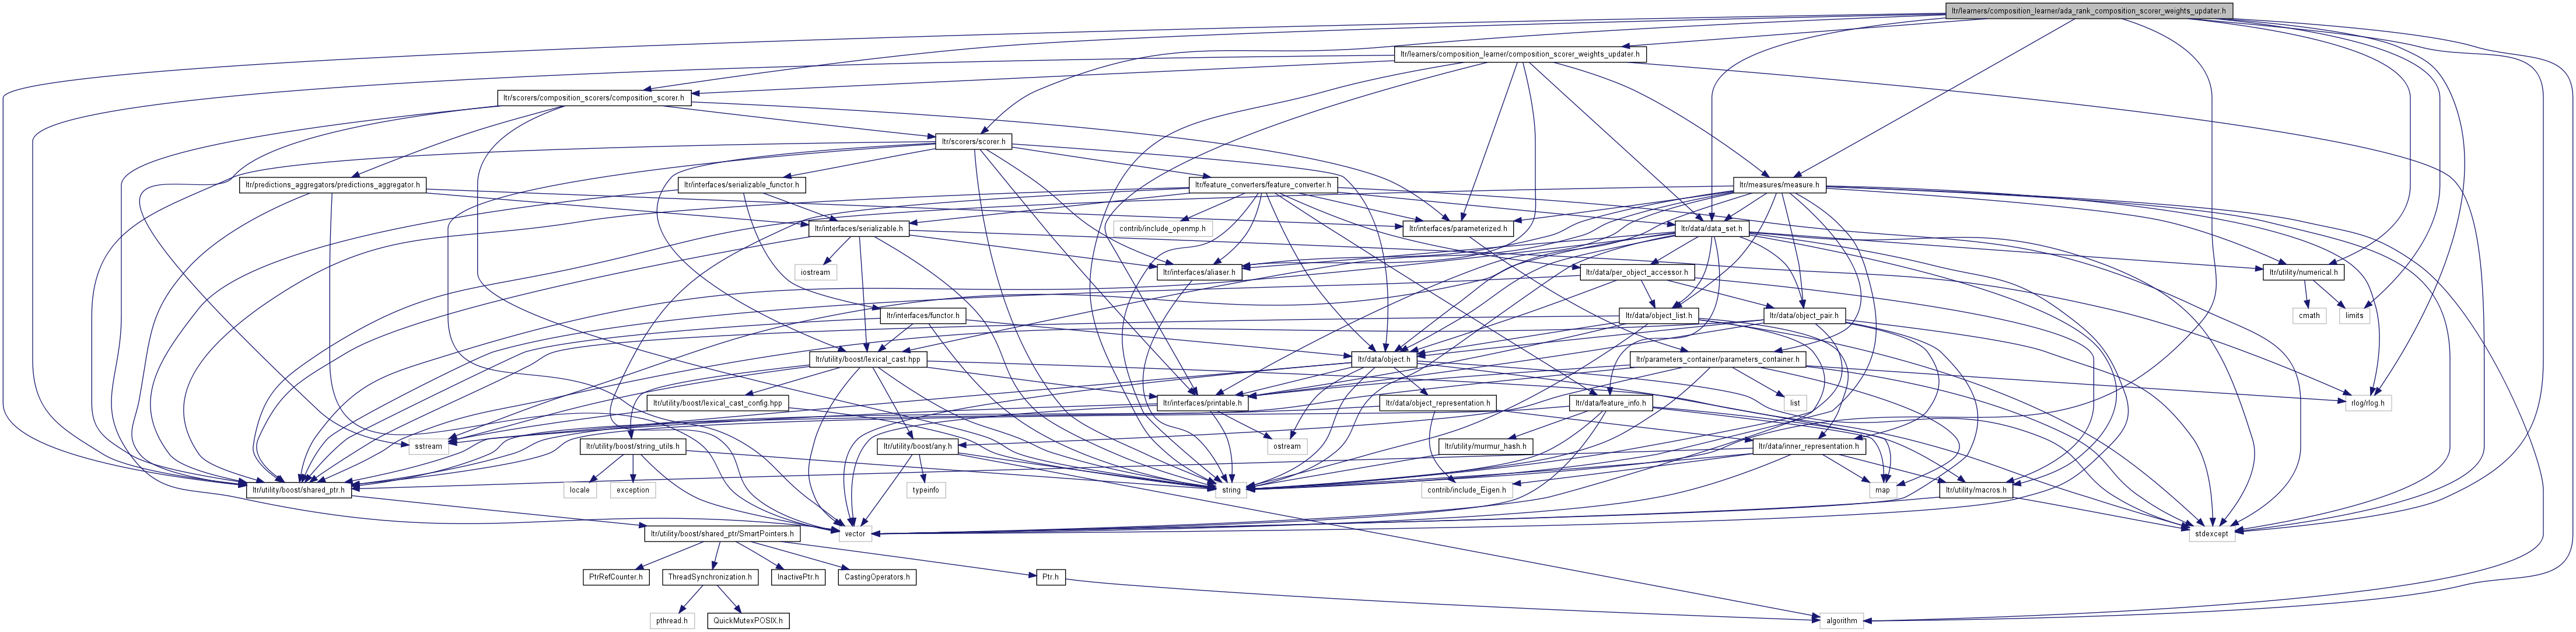 ltr/learners/composition_learner/ada_rank_composition_scorer_weights_updater.h
ltr/learners/composition_learner/composition_scorer_weights_updater.h
ltr/scorers/composition_scorers/composition_scorer.h
ltr/scorers/scorer.h
ltr/predictions_aggregators/predictions_aggregator.h
ltr/interfaces/serializable_functor.h
ltr/feature_converters/feature_converter.h
ltr/measures/measure.h
ltr/interfaces/serializable.h
contrib/include_openmp.h
ltr/interfaces/parameterized.h
ltr/data/data_set.h
iostream
ltr/interfaces/aliaser.h
ltr/data/per_object_accessor.h
ltr/utility/numerical.h
ltr/interfaces/functor.h
ltr/data/object_list.h
ltr/data/object_pair.h
cmath
limits
ltr/utility/boost/lexical_cast.hpp
ltr/data/object.h
ltr/parameters_container/parameters_container.h
ltr/utility/boost/lexical_cast_config.hpp
ltr/interfaces/printable.h
ltr/data/object_representation.h
ltr/data/feature_info.h
list
rlog/rlog.h
sstream
ltr/utility/boost/string_utils.h
ltr/utility/boost/any.h
ostream
ltr/utility/murmur_hash.h
ltr/data/inner_representation.h
ltr/utility/boost/shared_ptr.h
locale
exception
typeinfo
string
contrib/include_Eigen.h
map
ltr/utility/macros.h
ltr/utility/boost/shared_ptr/SmartPointers.h
vector
stdexcept
PtrRefCounter.h
ThreadSynchronization.h
InactivePtr.h
CastingOperators.h
Ptr.h
pthread.h
QuickMutexPOSIX.h
algorithm